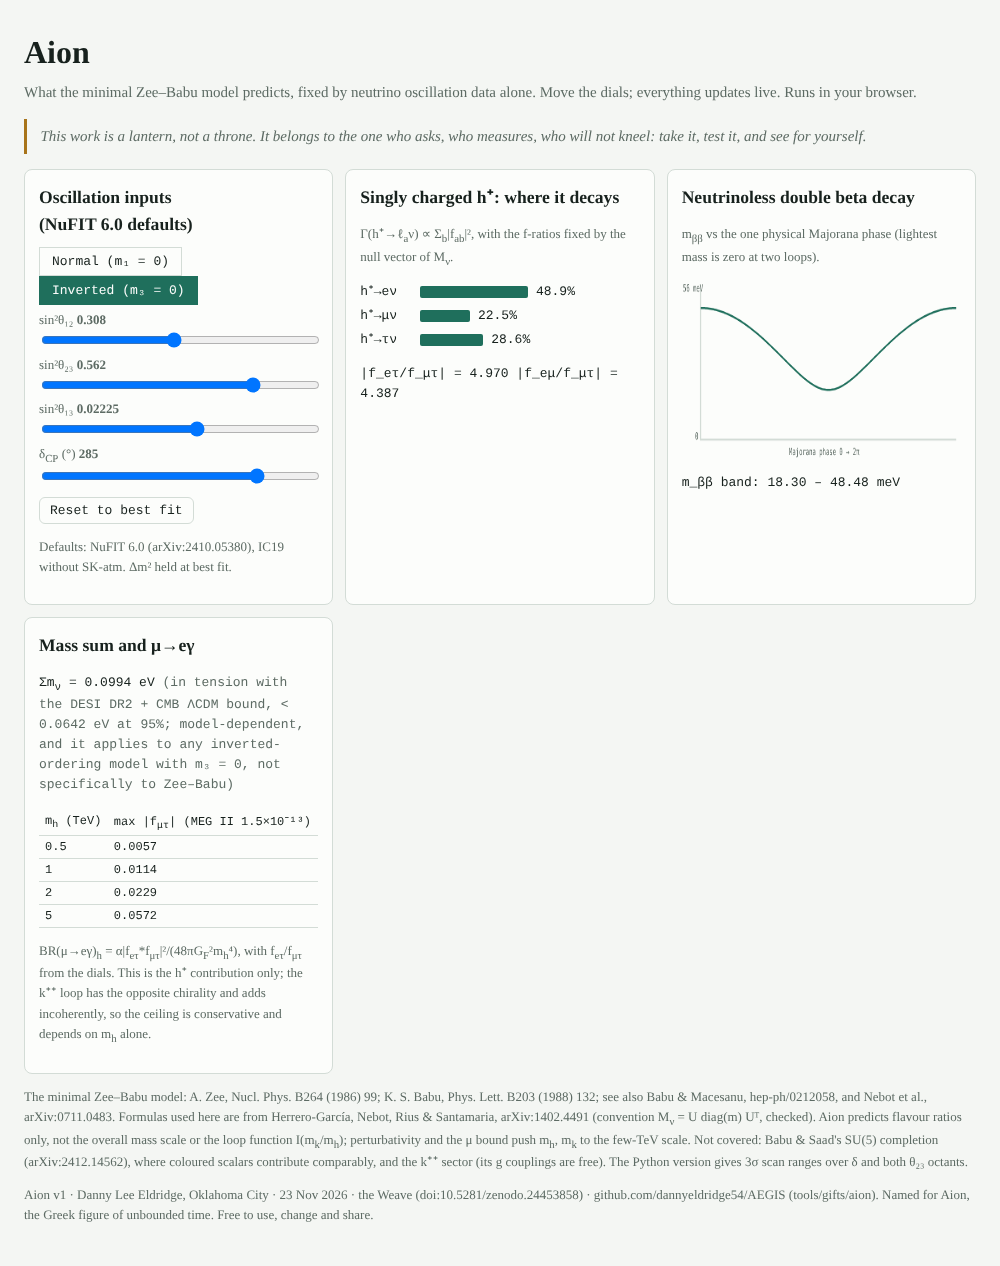 Aion
What the minimal Zee–Babu model predicts, fixed by neutrino oscillation data alone. Move the dials; everything updates live. Runs in your browser.
This work is a lantern, not a throne. It belongs to the one who asks, who measures, who will not kneel: take it, test it, and see for yourself.
Oscillation inputs
(NuFIT 6.0 defaults)
Normal (m₁ = 0)
Inverted (m₃ = 0)
sin²θ₁₂ 0.308
sin²θ₂₃ 0.562
sin²θ₁₃ 0.02225
δCP (°) 285
Reset to best fit
Defaults: NuFIT 6.0 (arXiv:2410.05380), IC19
without SK-atm. Δm² held at best fit.
Singly charged h⁺: where it decays
Γ(h⁺→ℓaν) ∝ Σb|fab|², with the f-ratios fixed by the
null vector of Mν.
h⁺→eν 48.9%
h⁺→μν 22.5%
h⁺→τν 28.6%
|f_eτ/f_μτ| = 4.970 |f_eμ/f_μτ| =
4.387
Neutrinoless double beta decay
mββ vs the one physical Majorana phase (lightest
mass is zero at two loops).
56 meV
0
Majorana phase 0 → 2π
m_ββ band: 18.30 – 48.48 meV
Mass sum and μ→eγ
Σmν = 0.0994 eV (in tension with
the DESI DR2 + CMB ΛCDM bound, <
0.0642 eV at 95%; model-dependent,
and it applies to any inverted-
ordering model with m₃ = 0, not
specifically to Zee–Babu)
mh (TeV) max |fμτ| (MEG II 1.5×10⁻¹³)
0.5 0.0057
1 0.0114
2 0.0229
5 0.0572
BR(μ→eγ)h = α|feτ*fμτ|²/(48πGF²mh⁴), with feτ/fμτ
from the dials. This is the h⁺ contribution only; the
k⁺⁺ loop has the opposite chirality and adds
incoherently, so the ceiling is conservative and
depends on mh alone.
The minimal Zee–Babu model: A. Zee, Nucl. Phys. B264 (1986) 99; K. S. Babu, Phys. Lett. B203 (1988) 132; see also Babu & Macesanu, hep-ph/0212058, and Nebot et al.,
arXiv:0711.0483. Formulas used here are from Herrero-García, Nebot, Rius & Santamaria, arXiv:1402.4491 (convention Mν = U diag(m) Uᵀ, checked). Aion predicts flavour ratios
only, not the overall mass scale or the loop function I(mk/mh); perturbativity and the μ bound push mh, mk to the few-TeV scale. Not covered: Babu & Saad's SU(5) completion
(arXiv:2412.14562), where coloured scalars contribute comparably, and the k⁺⁺ sector (its g couplings are free). The Python version gives 3σ scan ranges over δ and both θ₂₃ octants.
Aion v1 · Danny Lee Eldridge, Oklahoma City · 23 Nov 2026 · the Weave (doi:10.5281/zenodo.24453858) · github.com/dannyeldridge54/AEGIS (tools/gifts/aion). Named for Aion,
the Greek figure of unbounded time. Free to use, change and share.